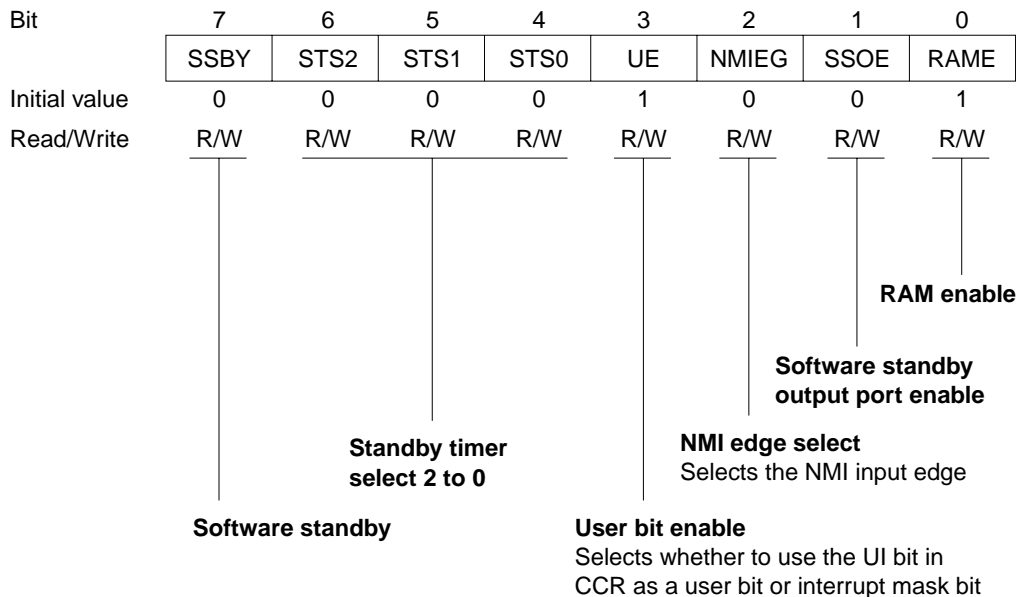 Bit 7 6 5 4 3 2 1 0
SSBY STS2 STS1 STS0 UE NMIEG SSOE RAME
Initial value 0 0 0 0 1 0 0 1
Read/Write R/W R/W R/W R/W R/W R/W R/W R/W
RAM enable
Software standby
output port enable
NMI edge select
Selects the NMI input edge
Standby timer
select 2 to 0
User bit enable
Selects whether to use the UI bit in
CCR as a user bit or interrupt mask bit
Software standby